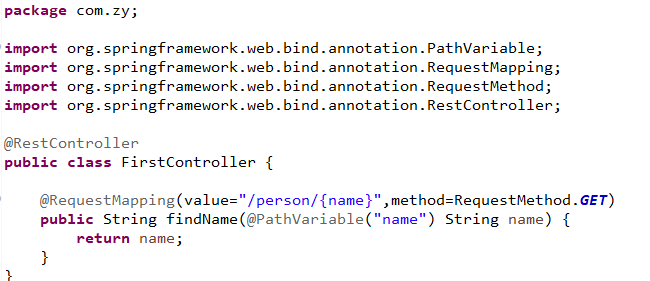 package com.zy;
import org.springframework.web.bind.annotation.PathVariable;
import org.springframework.web.bind.annotation.RequestMapping;
import org.springframework.web.bind.annotation.RequestMethod;
import org.springframework.web.bind.annotation.RestController;
@RestController
public class FirstController {
@RequestMapping(value="/person/{name}",method=RequestMethod.GET)
public String findName(@PathVariable("name") String name) {
return name;
}
}